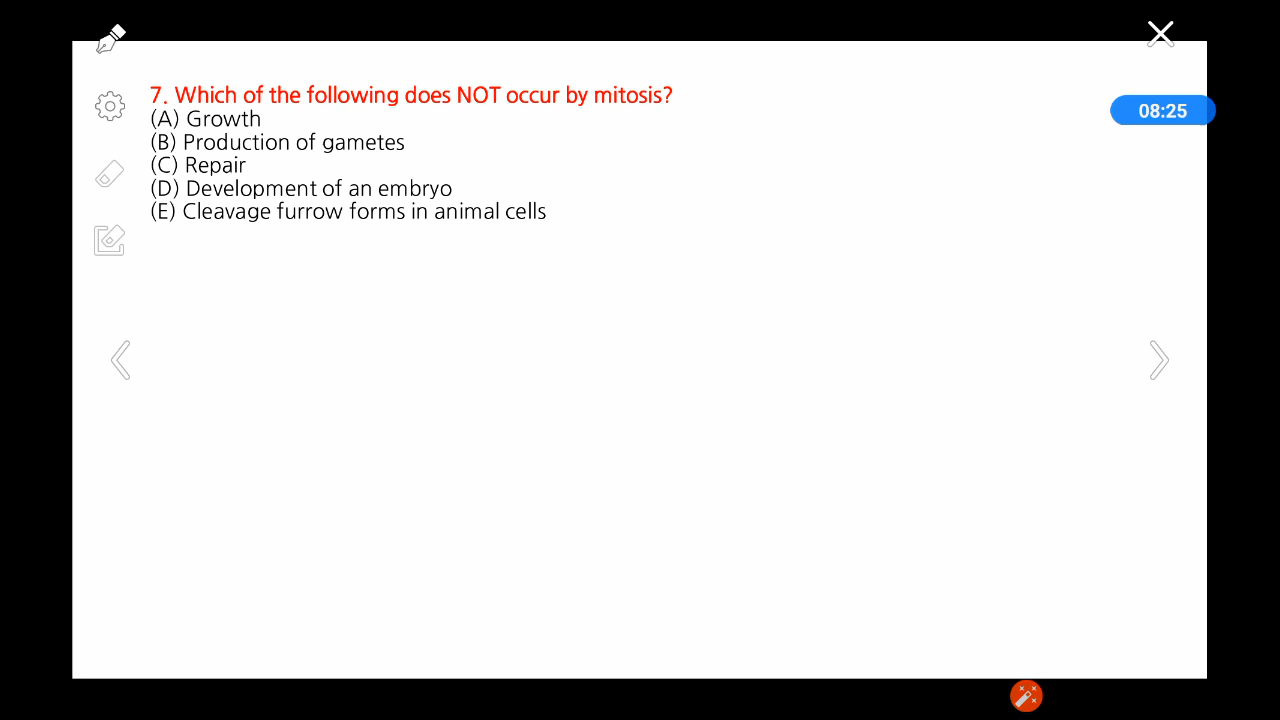 7. Which of the following does NOT occur by mitosis?
(A) Growth
08:25
(B) Production of gametes
(C) Repair
(D) Development of an embryo
(E) Cleavage furrow forms in animal cells